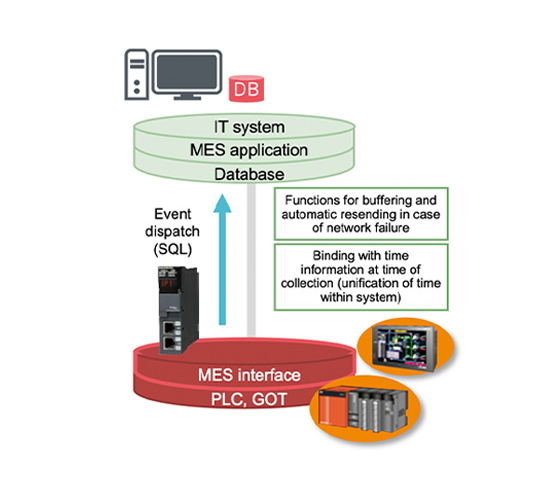 DB
IT system
MES application
Database
Event
dispatch
(SQL)
Functions for buffering and
automatic resending in case
of network failure
Binding with time
information at time of
collection (unification of time
within system)
MES interface
PLC, GOT